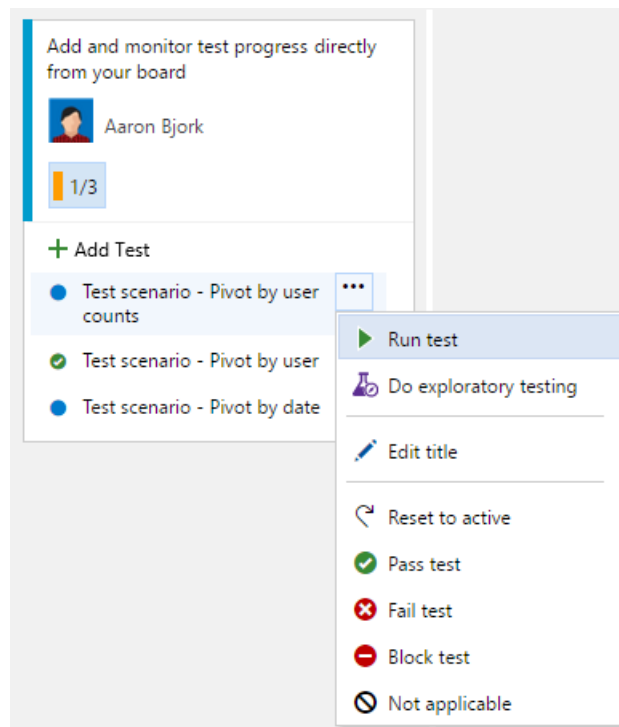 Add and monitor test progress directly
from your board
Aaron Bjork
1/3
Add Test
Test scenario - Pivot by user
counts
Test scenario - Pivot by user
Test scenario - Pivot by date
Run test
Do exploratory testing
Edit title
Reset to active
Pass test
Fail test
Block test
Not applicable